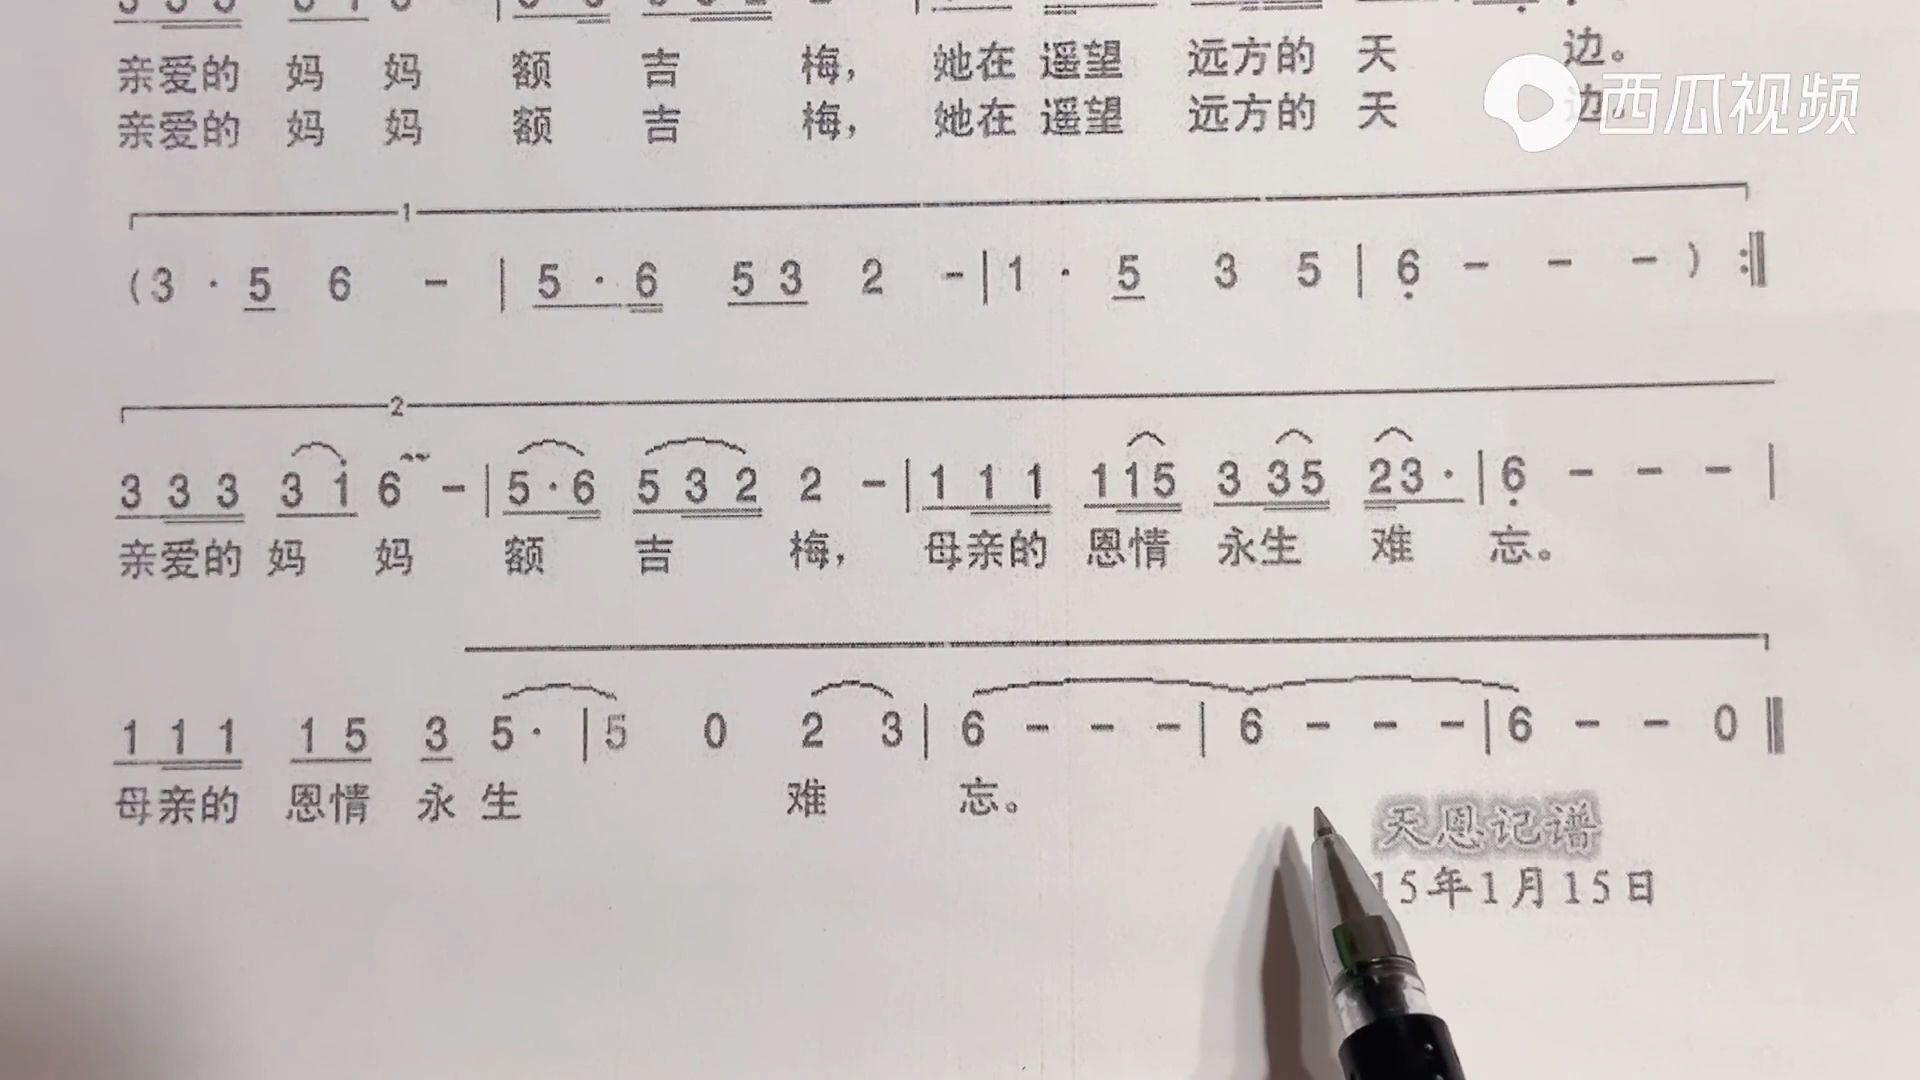 亲爱的 妈 妈 额 吉 梅， 她在 遥望 远方的 天 边。
亲爱的 妈 妈 额 吉 梅， 她在 遥望 远方的 天 边。
西瓜视频
1
(3 · 5 6 - | 5 · 6 5 3 2 - | 1 · 5 3 5 | 6 - - - ) :‖
2
3 3 3 3 1 6 - | 5 · 6 5 3 2 2 - | 1 1 1 1 1 5 3 3 5 2 3 · | 6 - - - |
亲爱的 妈 妈 额 吉 梅， 母亲的 恩情 永生 难 忘。
1 1 1 1 5 3 5 · | 5 0 2 3 | 6 - - - | 6 - - - | 6 - - 0 ‖
母亲的 恩情 永 生 难 忘。
天恩记谱
15年1月15日